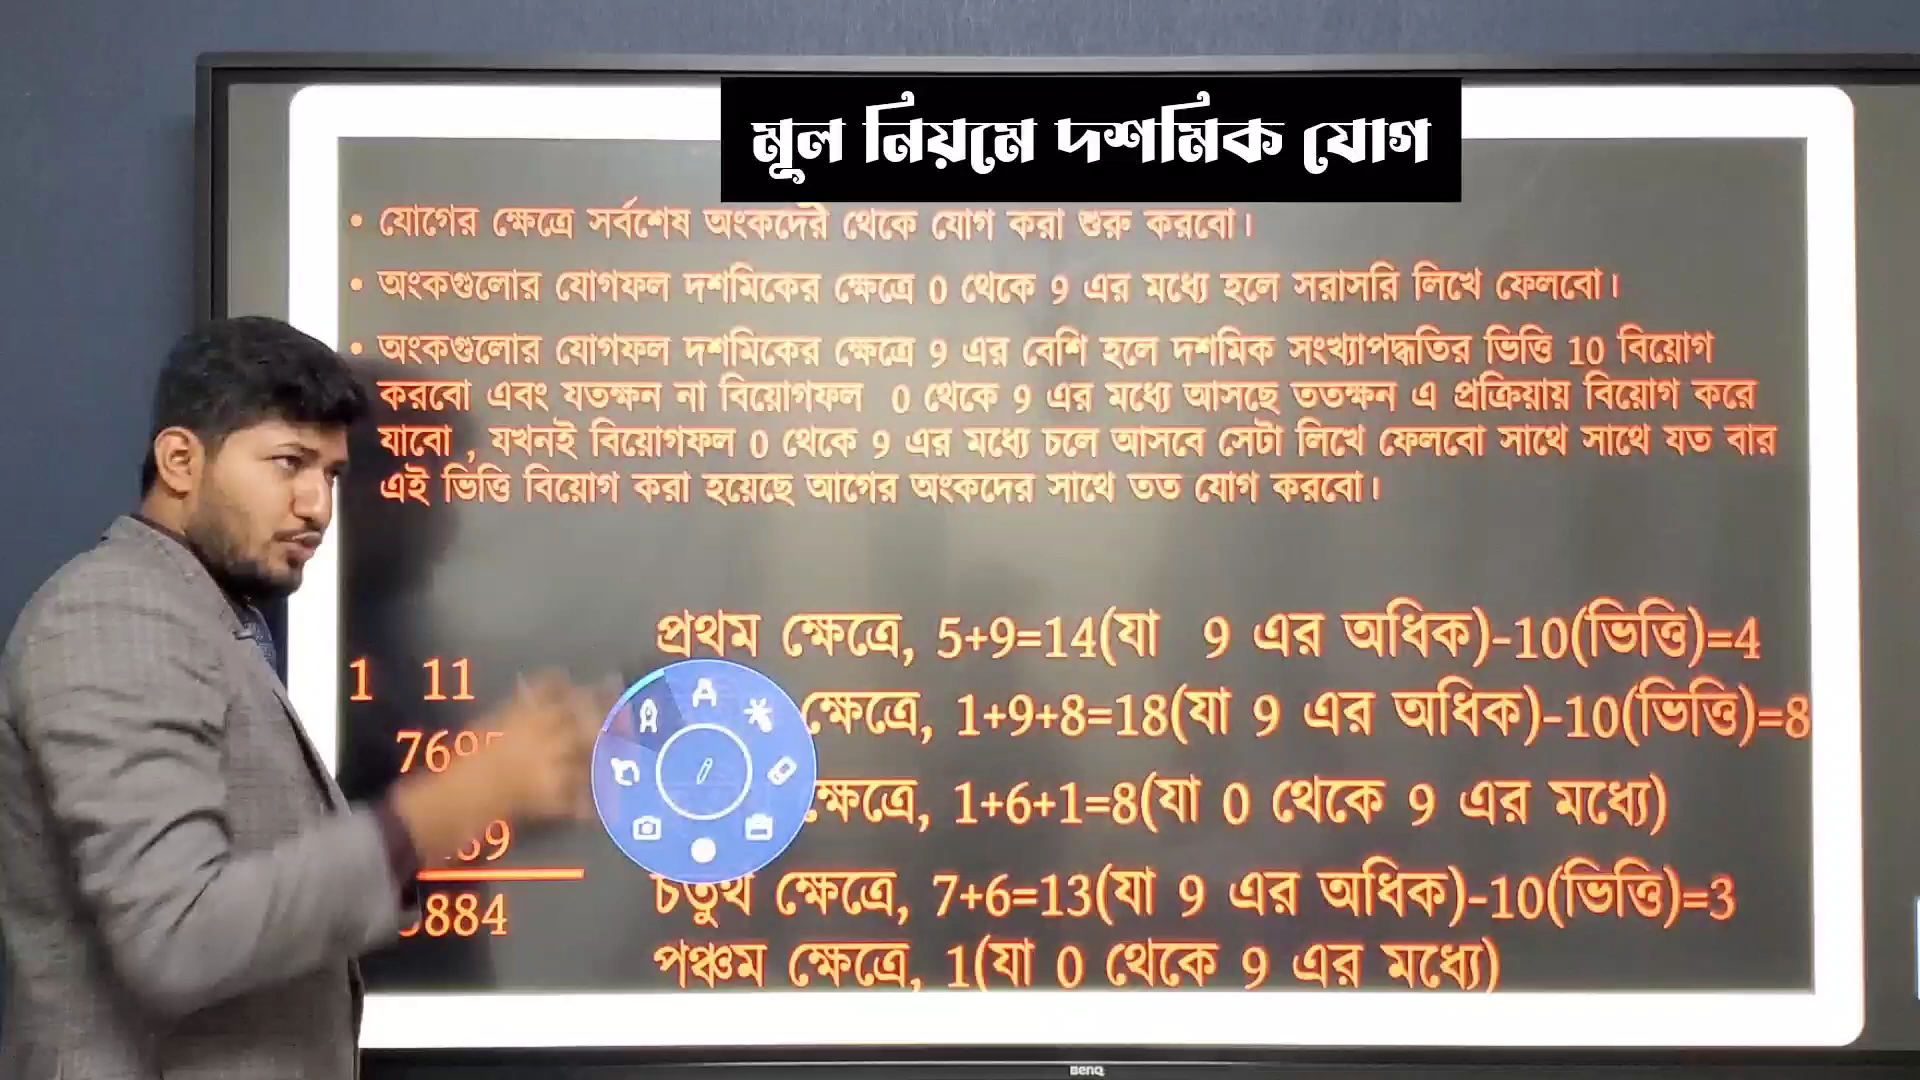 মূল নিয়মে দশমিক যোগ
• যোগের ক্ষেত্রে সর্বশেষ অংকদের থেকে যোগ করা শুরু করবো।
• অংকগুলোর যোগফল দশমিকের ক্ষেত্রে 0 থেকে 9 এর মধ্যে হলে সরাসরি লিখে ফেলবো।
• অংকগুলোর যোগফল দশমিকের ক্ষেত্রে 9 এর বেশি হলে দশমিক সংখ্যাপদ্ধতির ভিত্তি 10 বিয়োগ
করবো এবং যতক্ষন না বিয়োগফল 0 থেকে 9 এর মধ্যে আসছে ততক্ষন এ প্রক্রিয়ায় বিয়োগ করে
যাবো , যখনই বিয়োগফল 0 থেকে 9 এর মধ্যে চলে আসবে সেটা লিখে ফেলবো সাথে সাথে যত বার
এই ভিত্তি বিয়োগ করা হয়েছে আগের অংকদের সাথে তত যোগ করবো।
1 11
769
9
884
প্রথম ক্ষেত্রে, 5+9=14(যা 9 এর অধিক)-10(ভিত্তি)=4
ক্ষেত্রে, 1+9+8=18(যা 9 এর অধিক)-10(ভিত্তি)=8
ক্ষেত্রে, 1+6+1=8(যা 0 থেকে 9 এর মধ্যে)
চতুর্থ ক্ষেত্রে, 7+6=13(যা 9 এর অধিক)-10(ভিত্তি)=3
পঞ্চম ক্ষেত্রে, 1(যা 0 থেকে 9 এর মধ্যে)
BenQ